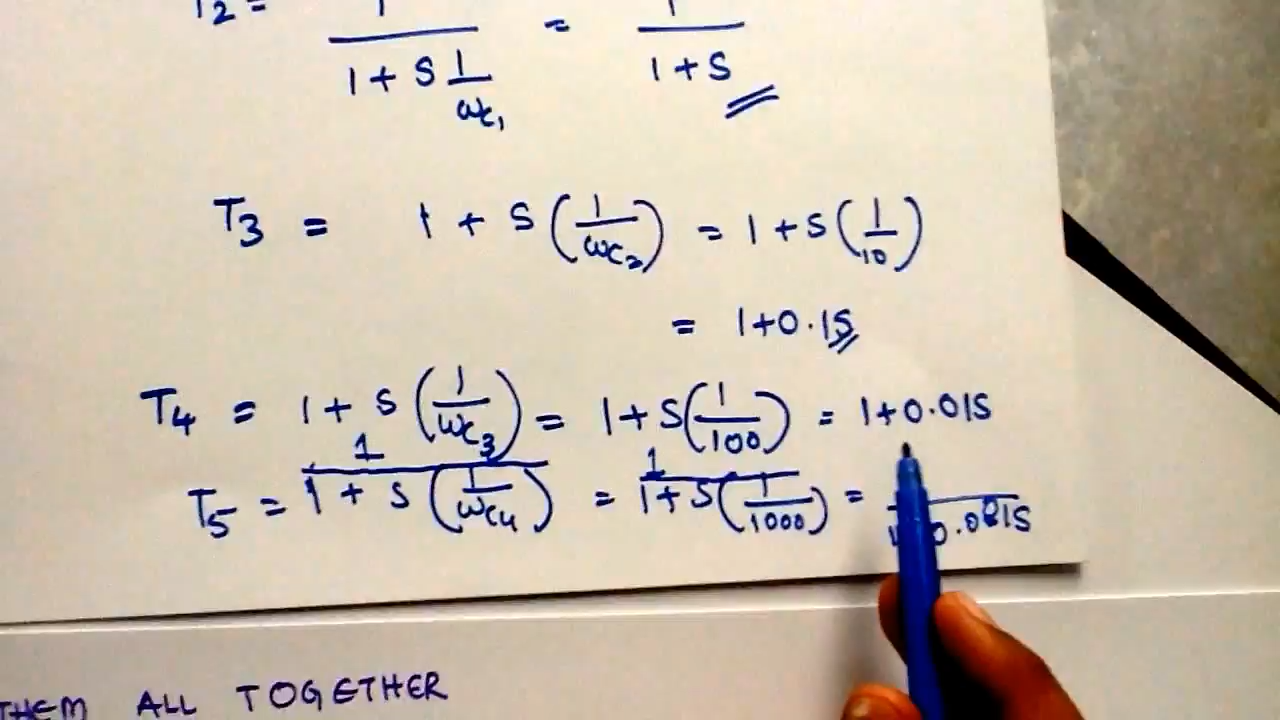 T2 = 1/(1 + S 1/ωc1) = 1/(1 + S)
T3 = 1 + S (1/ωc2) = 1 + S (1/10)
= 1+0.1S
T4 = 1 + S (1/ωc3) = 1 + S (1/100) = 1+0.01S
T5 = 1/(1 + S (1/ωc4)) = 1/(1 + S (1/1000)) = 0.001S
THEM ALL TOGETHER